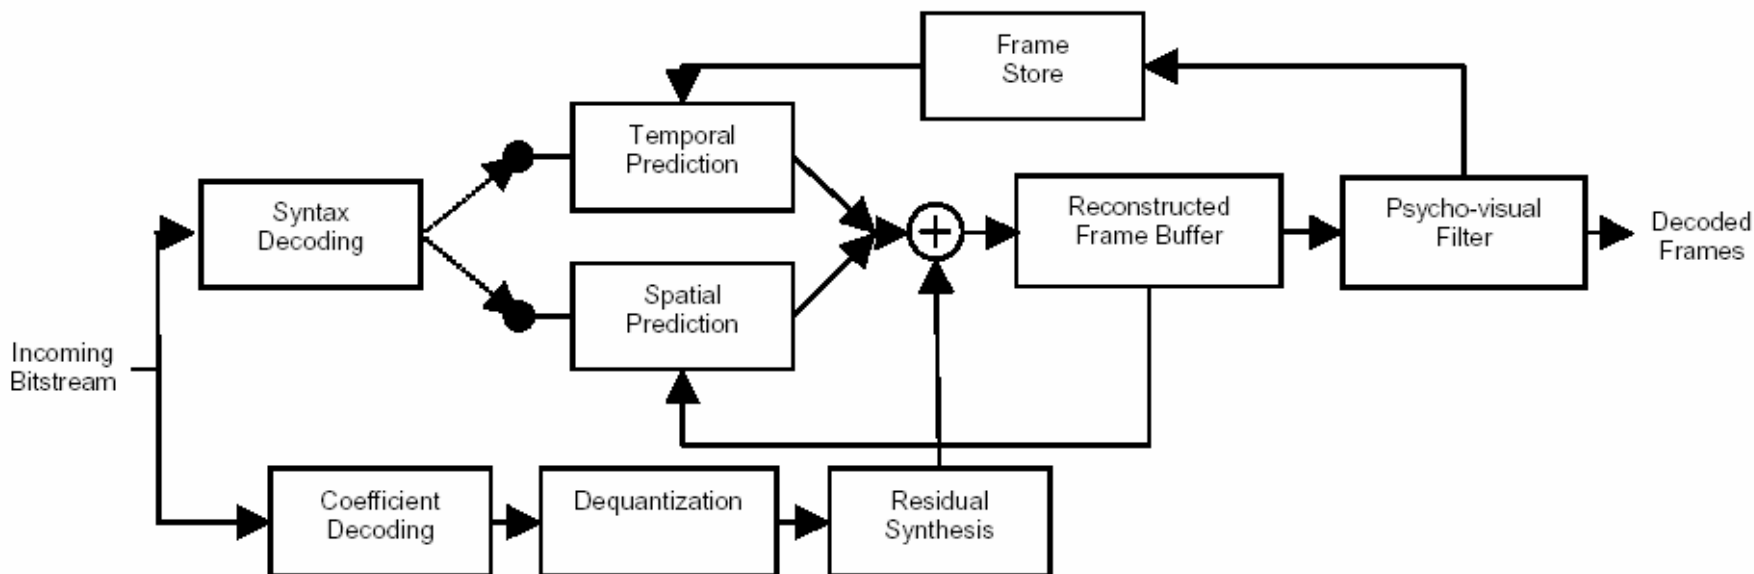 Frame
Store
Temporal
Prediction
Syntax
Decoding
Reconstructed
Frame Buffer
Psycho-visual
Filter
Decoded
Frames
Spatial
Prediction
Incoming
Bitstream
Coefficient
Decoding
Dequantization
Residual
Synthesis